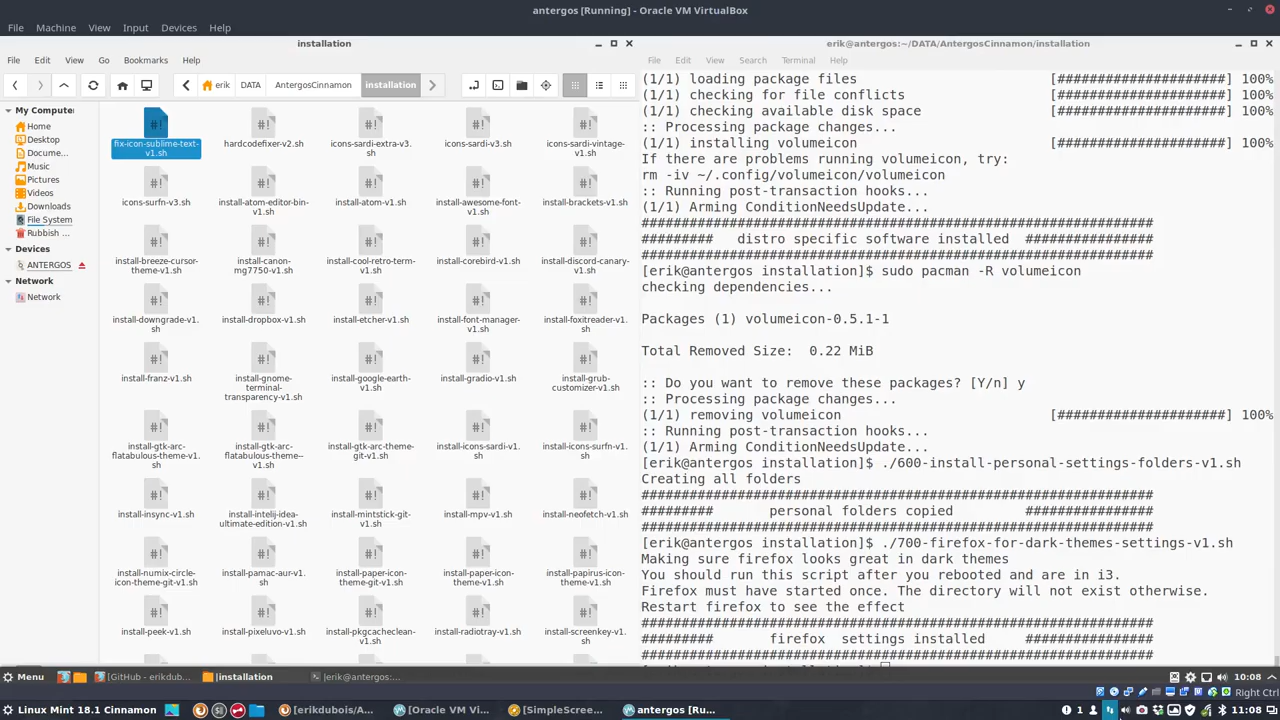 antergos [Running] - Oracle VM VirtualBox
File Machine View Input Devices Help
installation
File Edit View Go Bookmarks Help
erik DATA AntergosCinnamon installation
My Compute
Home
Desktop
Docume...
Music
Pictures
Videos
Downloads
File System
Rubbish ...
Devices
ANTERGOS
Network
Network
fix-icon-sublime-text-
v1.sh
hardcodefixer-v2.sh
icons-sardi-extra-v3.
sh
icons-sardi-v3.sh
icons-sardi-vintage-
v1.sh
icons-surfn-v3.sh
install-atom-editor-bin-
v1.sh
install-atom-v1.sh
install-awesome-font-
v1.sh
install-brackets-v1.sh
install-breeze-cursor-
theme-v1.sh
install-canon-
mg7750-v1.sh
install-cool-retro-term-
v1.sh
install-corebird-v1.sh
install-discord-canary-
v1.sh
install-downgrade-v1.
sh
install-dropbox-v1.sh
install-etcher-v1.sh
install-font-manager-
v1.sh
install-foxitreader-v1.
sh
install-franz-v1.sh
install-gnome-
terminal-
transparency-v1.sh
install-google-earth-
v1.sh
install-gradio-v1.sh
install-grub-
customizer-v1.sh
install-gtk-arc-
flatabulous-theme-v1.
sh
install-gtk-arc-
flatabulous-theme--
v1.sh
install-gtk-arc-theme-
git-v1.sh
install-icons-sardi-v1.
sh
install-icons-surfn-v1.
sh
install-insync-v1.sh
install-intelij-idea-
ultimate-edition-v1.sh
install-mintstick-git-
v1.sh
install-mpv-v1.sh
install-neofetch-v1.sh
install-numix-circle-
icon-theme-git-v1.sh
install-pamac-aur-v1.
sh
install-paper-icon-
theme-git-v1.sh
install-paper-icon-
theme-v1.sh
install-papirus-icon-
theme-v1.sh
install-peek-v1.sh
install-pixeluvo-v1.sh
install-pkgcacheclean-
v1.sh
install-radiotray-v1.sh
install-screenkey-v1.
sh
erik@antergos:~/DATA/AntergosCinnamon/installation
File Edit View Search Terminal Help
(1/1) loading package files [######################] 100%
(1/1) checking for file conflicts [######################] 100%
(1/1) checking available disk space [######################] 100%
:: Processing package changes...
(1/1) installing volumeicon [######################] 100%
If there are problems running volumeicon, try:
rm -iv ~/.config/volumeicon/volumeicon
:: Running post-transaction hooks...
(1/1) Arming ConditionNeedsUpdate...
################################################################
######### distro specific software installed ################
################################################################
[erik@antergos installation]$ sudo pacman -R volumeicon
checking dependencies...
Packages (1) volumeicon-0.5.1-1
Total Removed Size: 0.22 MiB
:: Do you want to remove these packages? [Y/n] y
:: Processing package changes...
(1/1) removing volumeicon [######################] 100%
:: Running post-transaction hooks...
(1/1) Arming ConditionNeedsUpdate...
[erik@antergos installation]$ ./600-install-personal-settings-folders-v1.sh
Creating all folders
################################################################
######### personal folders copied ################
################################################################
[erik@antergos installation]$ ./700-firefox-for-dark-themes-settings-v1.sh
Making sure firefox looks great in dark themes
You should run this script after you rebooted and are in i3.
Firefox must have started once. The directory will not exist otherwise.
Restart firefox to see the effect
################################################################
######### firefox settings installed ################
################################################################
Menu [GitHub - erikdub... |installation |erik@antergos:... 10:08
Right Ctrl
Linux Mint 18.1 Cinnamon [erikdubois/A... [Oracle VM Vi... [SimpleScree... antergos [Ru... 1 11:08